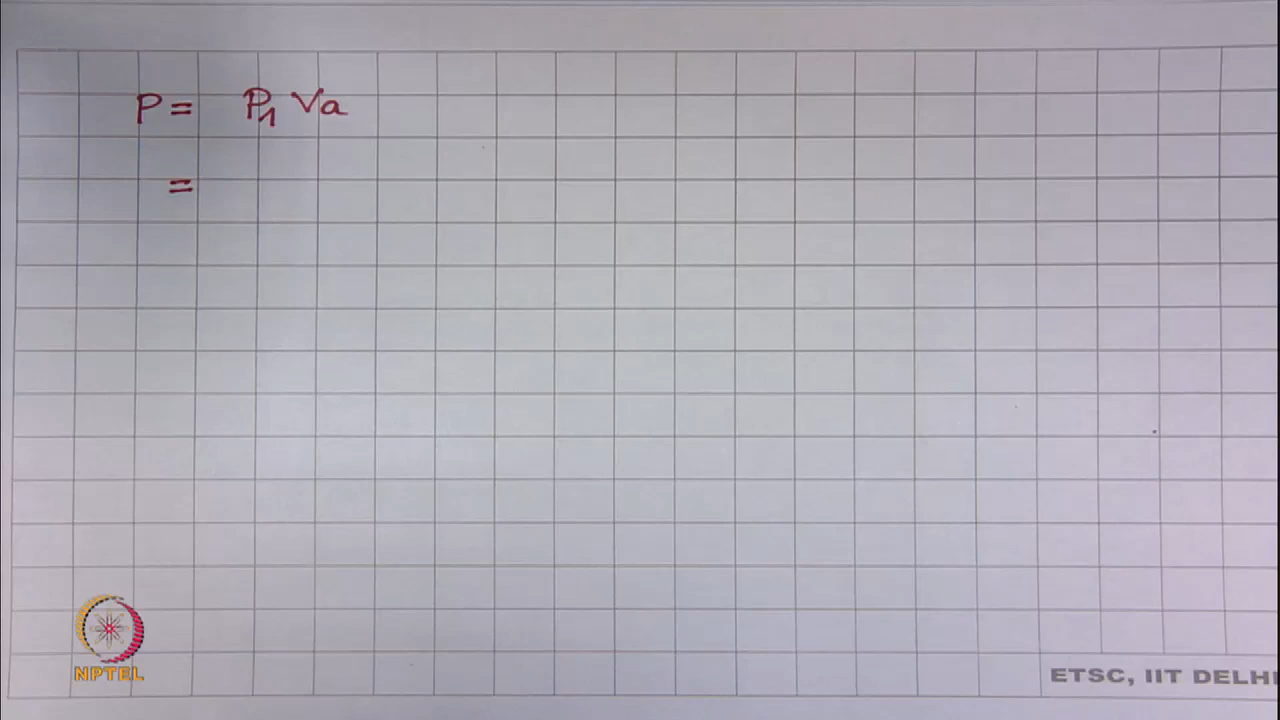 P = P₁ Va
=
NPTEL
ETSC, IIT DELHI